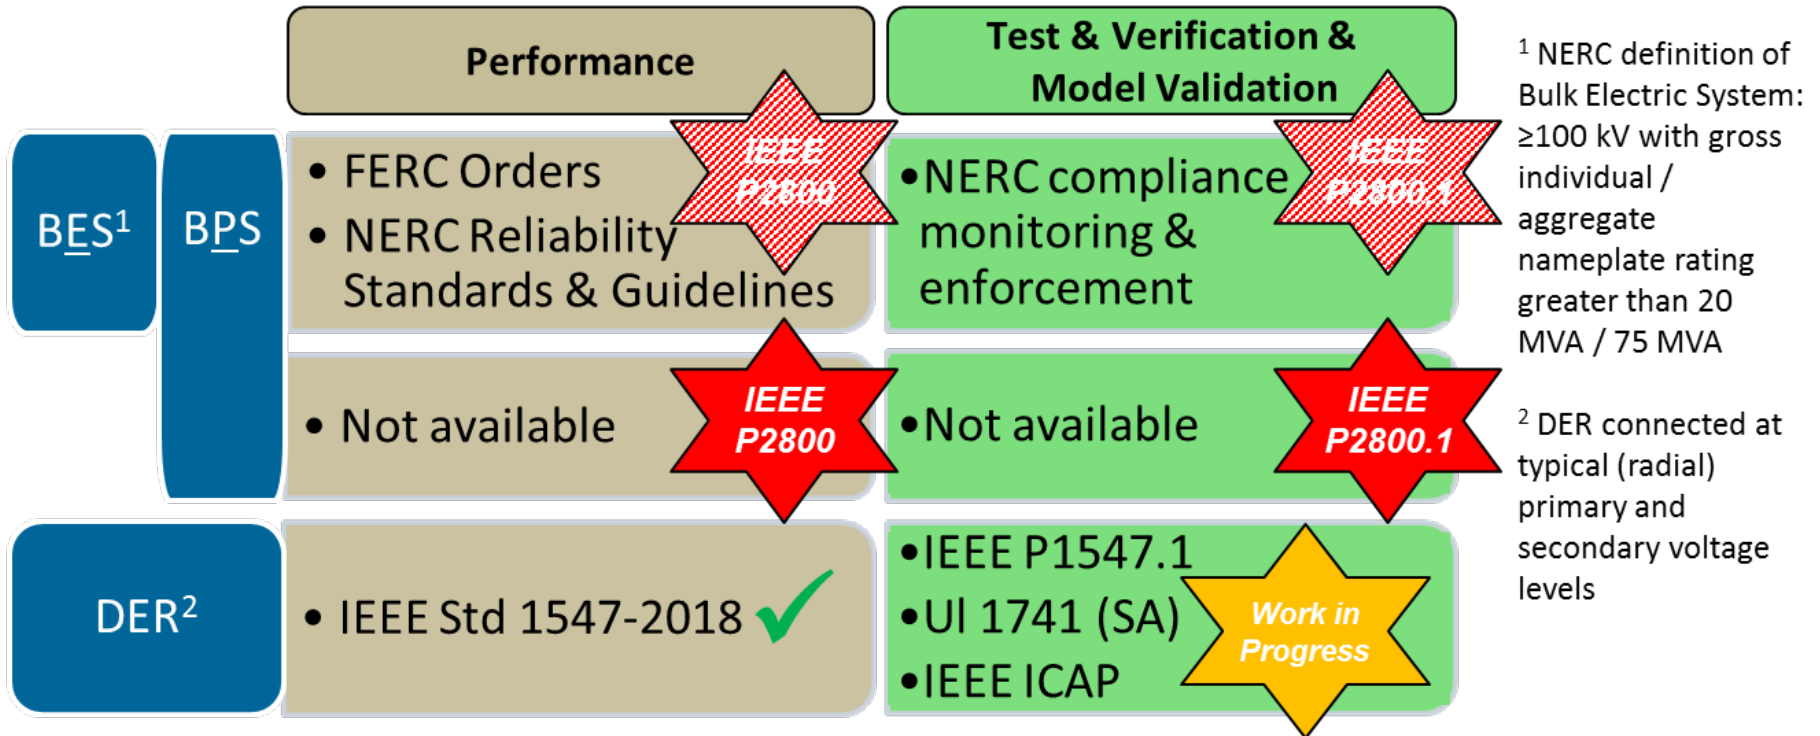 Performance
Test & Verification &
Model Validation
BES¹
BPS
• FERC Orders
• NERC Reliability
Standards & Guidelines
IEEE
P2800
•NERC compliance
monitoring &
enforcement
IEEE
P2800.1
• Not available
IEEE
P2800
•Not available
IEEE
P2800.1
DER²
• IEEE Std 1547-2018
•IEEE P1547.1
•Ul 1741 (SA)
•IEEE ICAP
Work in
Progress
¹ NERC definition of
Bulk Electric System:
≥100 kV with gross
individual /
aggregate
nameplate rating
greater than 20
MVA / 75 MVA
² DER connected at
typical (radial)
primary and
secondary voltage
levels